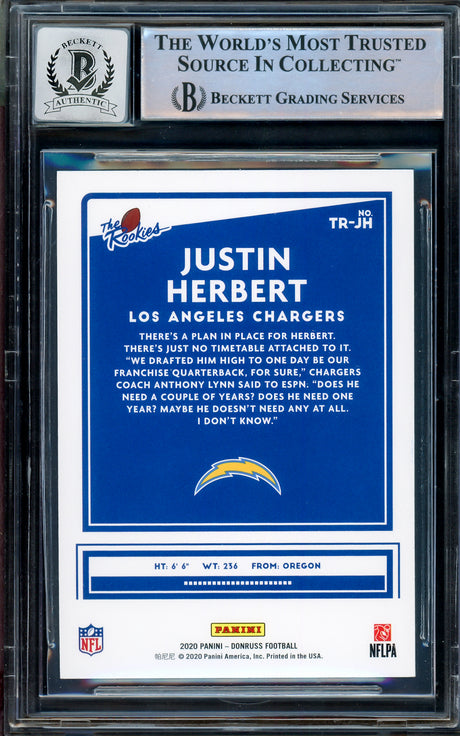 BECKETT
B
AUTHENTIC
THE WORLD'S MOST TRUSTED
SOURCE IN COLLECTING™
B BECKETT GRADING SERVICES
The
Rookies
NO.
TR-JH
JUSTIN
HERBERT
LOS ANGELES CHARGERS
THERE'S A PLAN IN PLACE FOR HERBERT.
THERE'S JUST NO TIMETABLE ATTACHED TO IT.
"WE DRAFTED HIM HIGH TO ONE DAY BE OUR
FRANCHISE QUARTERBACK, FOR SURE," CHARGERS
COACH ANTHONY LYNN SAID TO ESPN. "DOES HE
NEED A COUPLE OF YEARS? DOES HE NEED ONE
YEAR? MAYBE HE DOESN'T NEED ANY AT ALL.
I DON'T KNOW."
HT: 6' 6" WT: 236 FROM: OREGON
PANINI
NFL
2020 PANINI – DONRUSS FOOTBALL
帕尼尼 © 2020 Panini America, Inc. Printed in the USA.
NFLPA